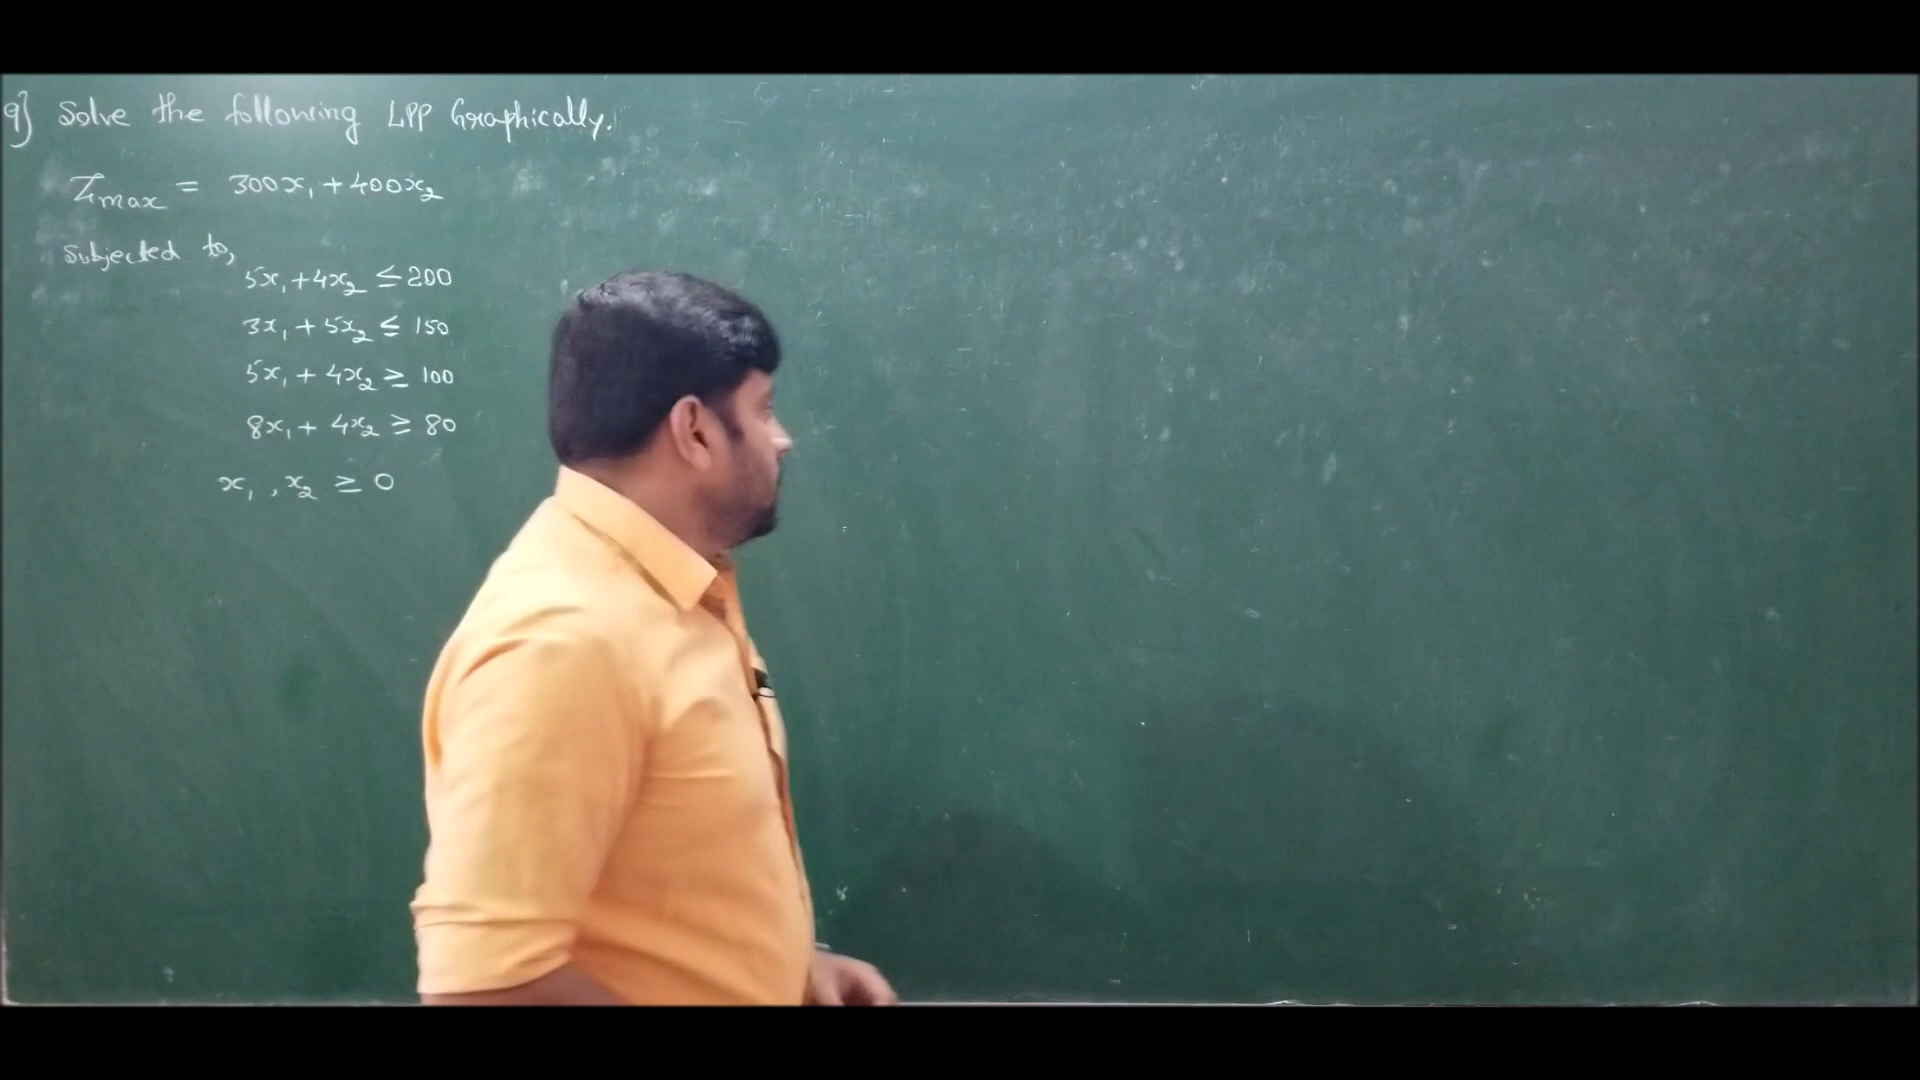 9] Solve the following LPP Graphically.
Zmax = 300x₁ + 400x₂
Subjected to,
5x₁ + 4x₂ ≤ 200
3x₁ + 5x₂ ≤ 150
5x₁ + 4x₂ ≥ 100
8x₁ + 4x₂ ≥ 80
x₁ , x₂ ≥ 0